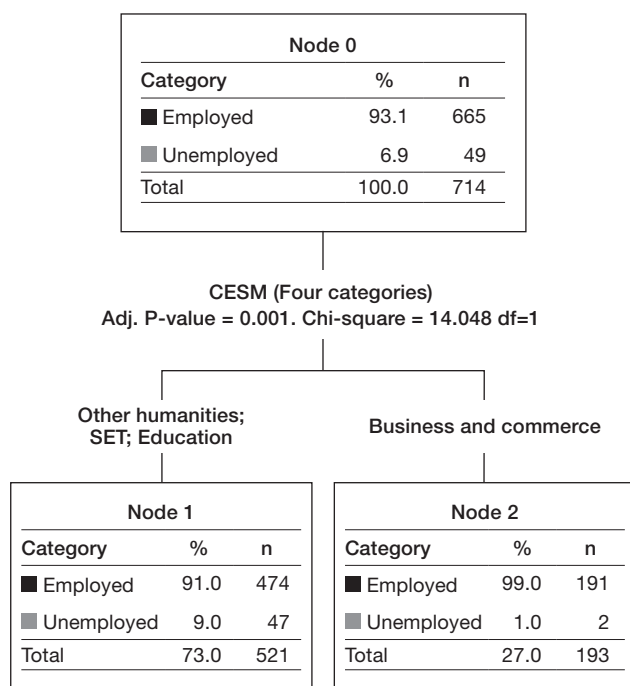 Node 0
Category % n
Employed 93.1 665
Unemployed 6.9 49
Total 100.0 714
CESM (Four categories)
Adj. P-value = 0.001. Chi-square = 14.048 df=1
Other humanities;
SET; Education
Business and commerce
Node 1
Category % n
Employed 91.0 474
Unemployed 9.0 47
Total 73.0 521
Node 2
Category % n
Employed 99.0 191
Unemployed 1.0 2
Total 27.0 193